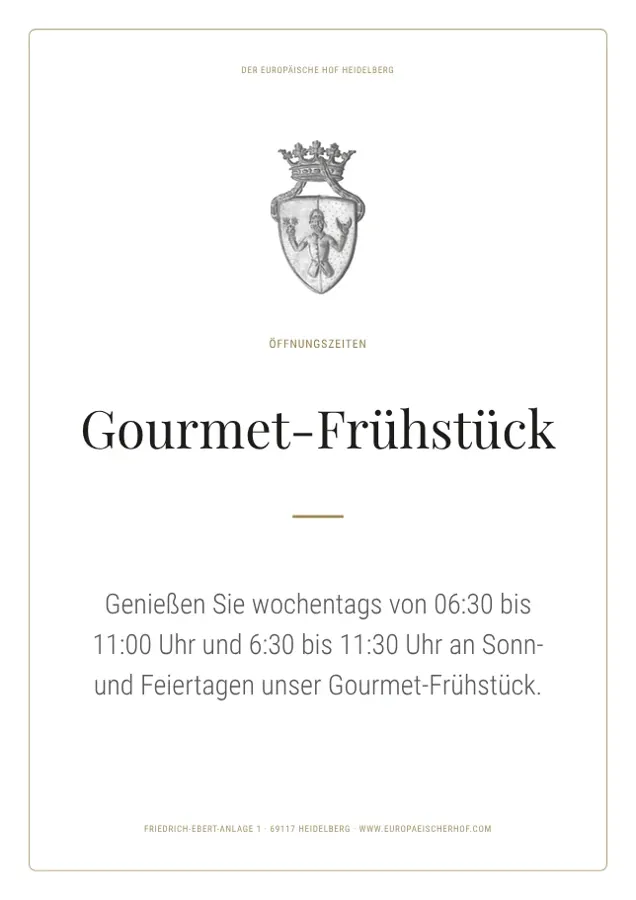 DER EUROPÄISCHE HOF HEIDELBERG
ÖFFNUNGSZEITEN
Gourmet-Frühstück
Genießen Sie wochentags von 06:30 bis
11:00 Uhr und 6:30 bis 11:30 Uhr an Sonn-
und Feiertagen unser Gourmet-Frühstück.
FRIEDRICH-EBERT-ANLAGE 1 · 69117 HEIDELBERG · WWW.EUROPAEISCHERHOF.COM